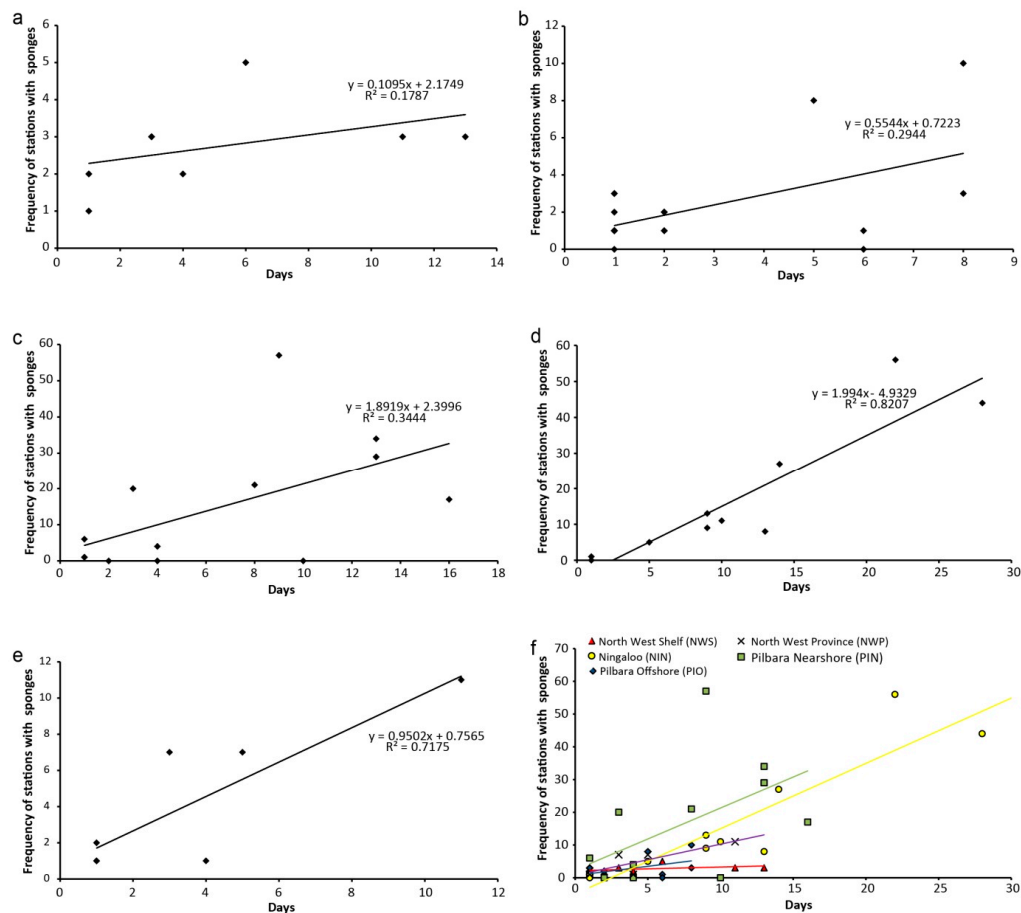 a
Frequency of stations with sponges
6
5
4
3
2
1
0
y = 0.1095x + 2.1749
R² = 0.1787
0 2 4 6 8 10 12 14
Days
b
Frequency of stations with sponges
12
10
8
6
4
2
0
y = 0.5544x + 0.7223
R² = 0.2944
0 1 2 3 4 5 6 7 8 9
Days
c
Frequency of stations with sponges
60
50
40
30
20
10
0
y = 1.8919x + 2.3996
R² = 0.3444
0 2 4 6 8 10 12 14 16 18
Days
d
Frequency of stations with sponges
60
50
40
30
20
10
0
y = 1.994x - 4.9329
R² = 0.8207
0 5 10 15 20 25 30
Days
e
Frequency of stations with sponges
12
10
8
6
4
2
0
y = 0.9502x + 0.7565
R² = 0.7175
0 2 4 6 8 10 12
Days
f
North West Shelf (NWS) North West Province (NWP)
Ningaloo (NIN) Pilbara Nearshore (PIN)
Pilbara Offshore (PIO)
Frequency of stations with sponges
70
60
50
40
30
20
10
0
0 5 10 15 20 25 30
Days